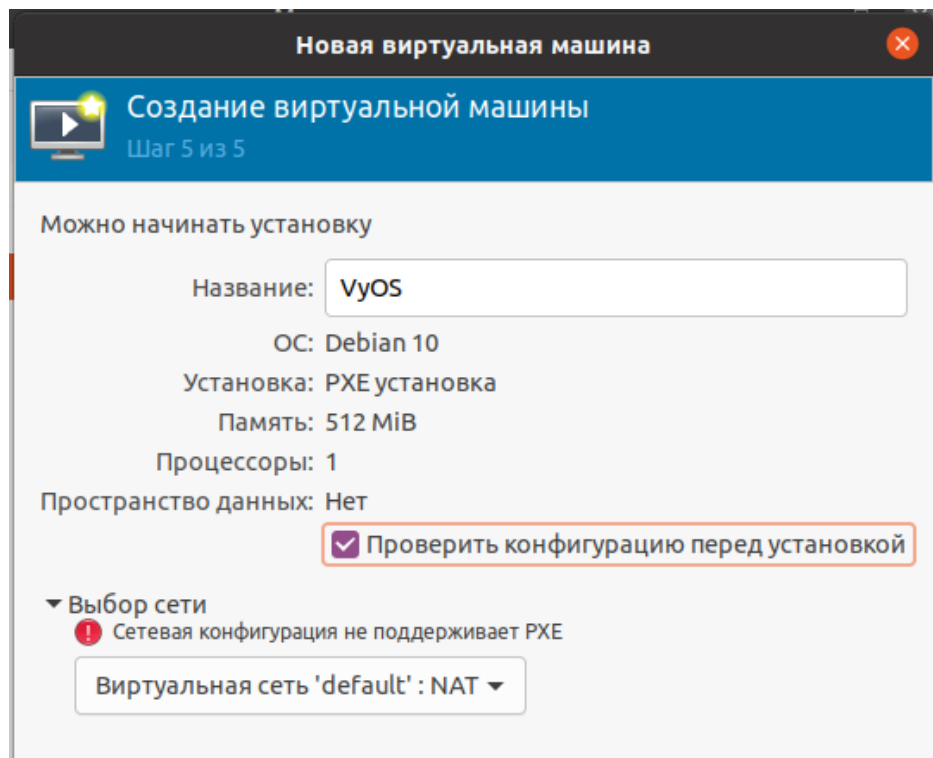 Новая виртуальная машина
Создание виртуальной машины
Шаг 5 из 5
Можно начинать установку
Название: VyOS
ОС: Debian 10
Установка: PXE установка
Память: 512 MiB
Процессоры: 1
Пространство данных: Нет
Проверить конфигурацию перед установкой
Выбор сети
Сетевая конфигурация не поддерживает PXE
Виртуальная сеть 'default' : NAT